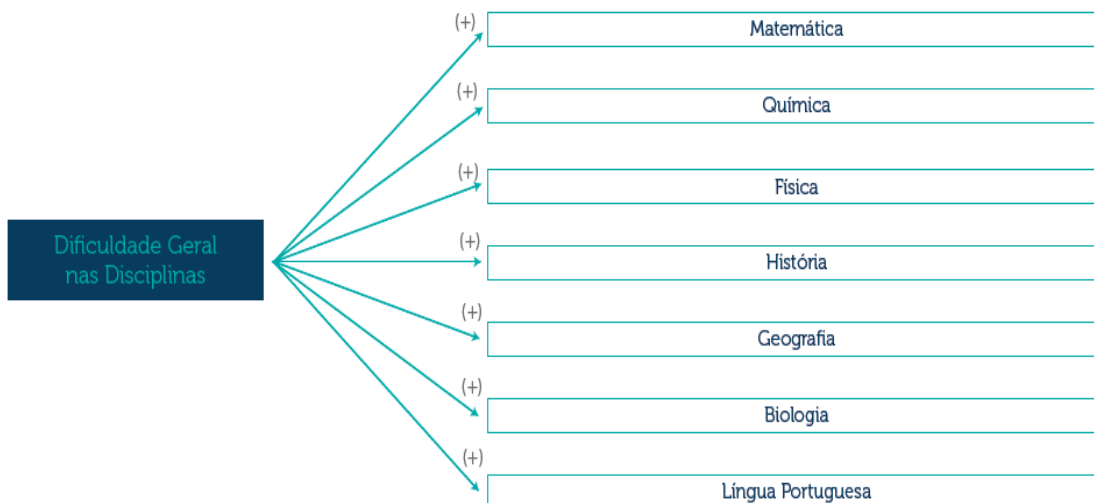 (+)
Matemática
(+)
Química
(+)
Física
Dificuldade Geral
nas Disciplinas
(+)
História
(+)
Geografia
(+)
Biologia
(+)
Língua Portuguesa